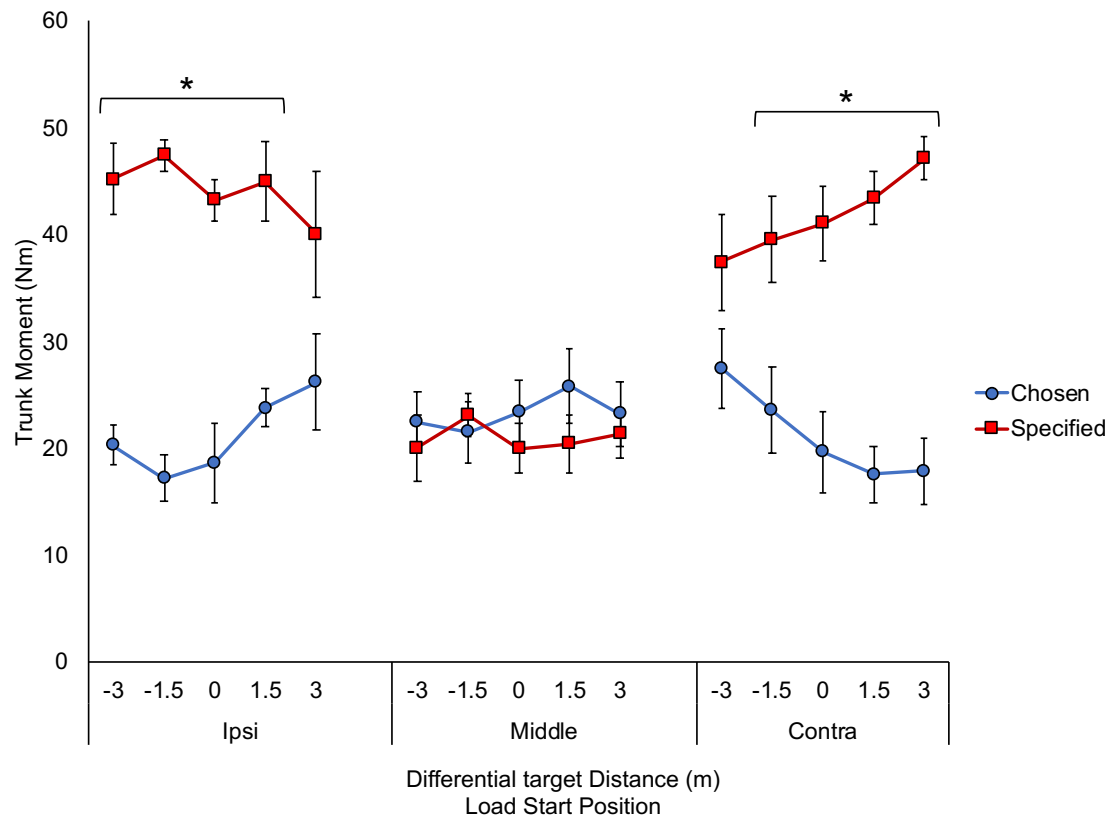 60
50
40
30
20
10
0
Trunk Moment (Nm)
*
*
Chosen
Specified
-3 -1.5 0 1.5 3 -3 -1.5 0 1.5 3 -3 -1.5 0 1.5 3
Ipsi Middle Contra
Differential target Distance (m)
Load Start Position